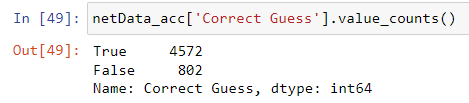 In [49]: netData_acc['Correct Guess'].value_counts()
Out[49]: True     4572
False     802
Name: Correct Guess, dtype: int64